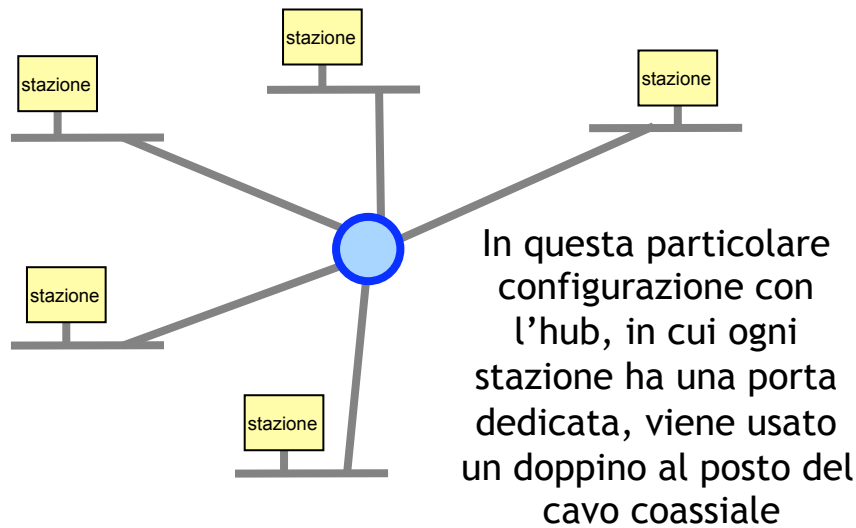 stazione
stazione
stazione
stazione
stazione
In questa particolare
configurazione con
l’hub, in cui ogni
stazione ha una porta
dedicata, viene usato
un doppino al posto del
cavo coassiale